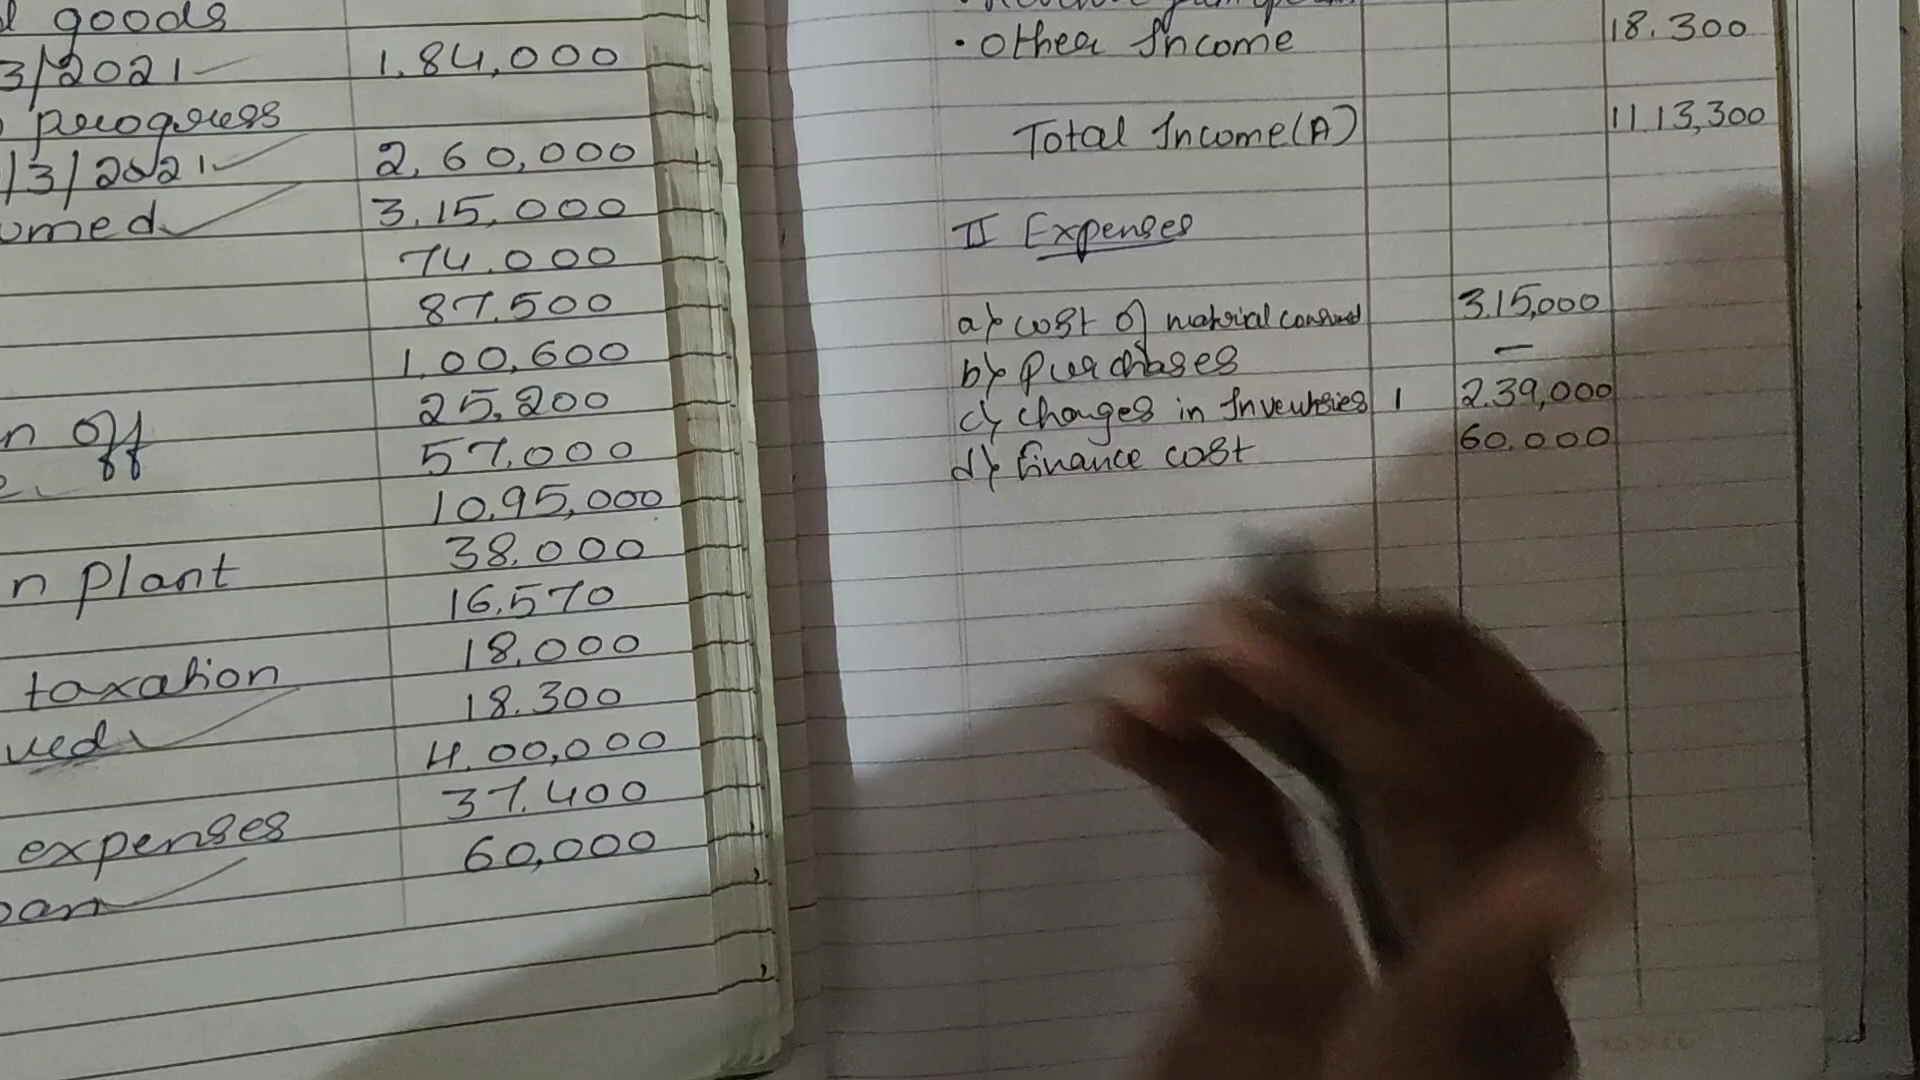 goods
3/2021 1,84,000
progress
/3/2021 2,60,000
umed 3,15,000
74,000
87,500
1,00,600
25,200
n off 57,000
10,95,000
38,000
n plant 16,570
18,000
taxation 18,300
ved 4,00,000
37,400
expenses 60,000
oan
• Other Income 18,300
Total Income (A) 11,13,300
II Expenses
a) cost of material consumed 3,15,000
b) Purchases —
c) changes in Inventories 1 2,39,000
d) finance cost 60,000